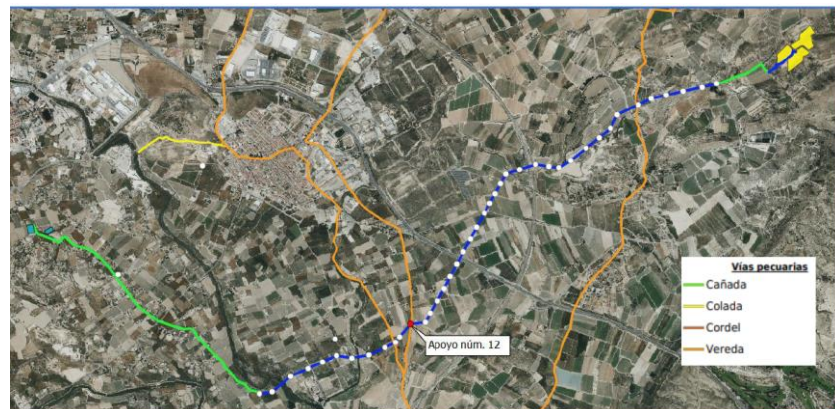 Apoyo núm. 12
Vías pecuarias
Cañada
Colada
Cordel
Vereda